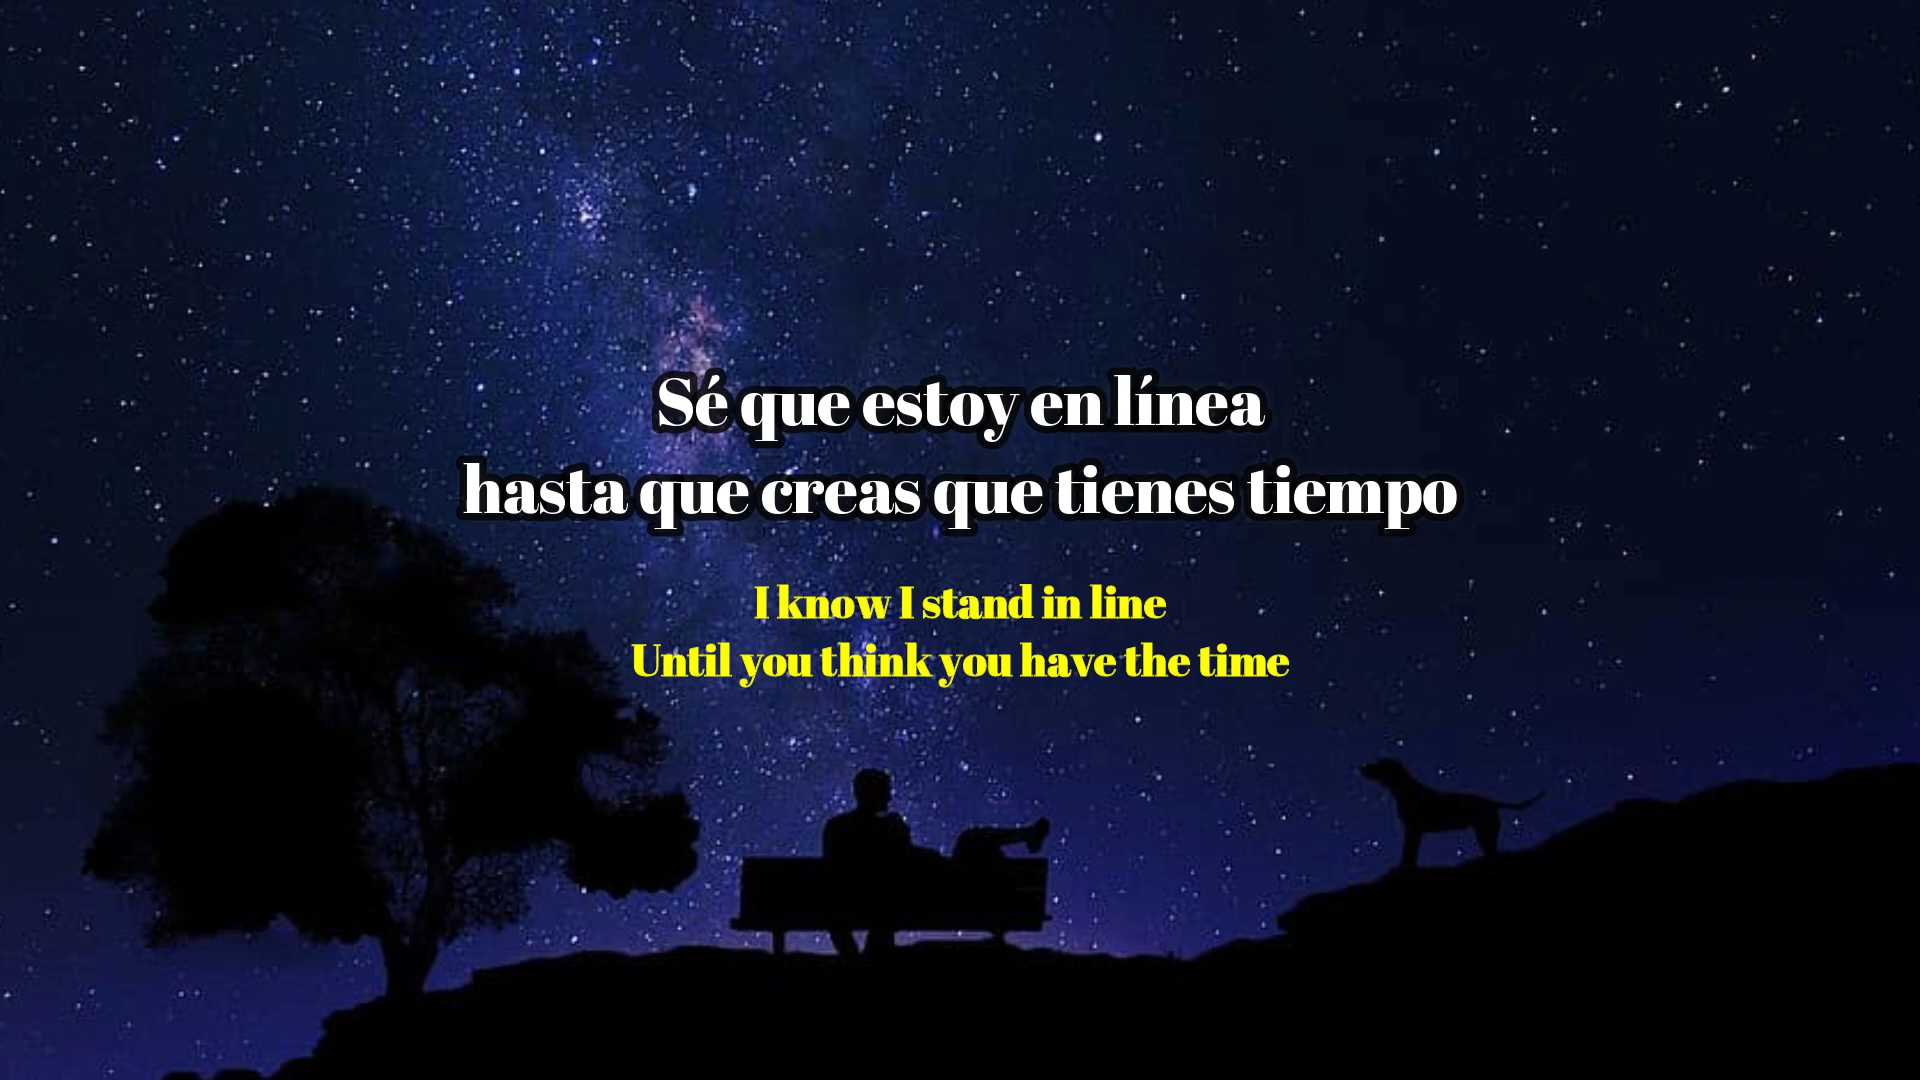 Sé que estoy en línea
hasta que creas que tienes tiempo
I know I stand in line
Until you think you have the time